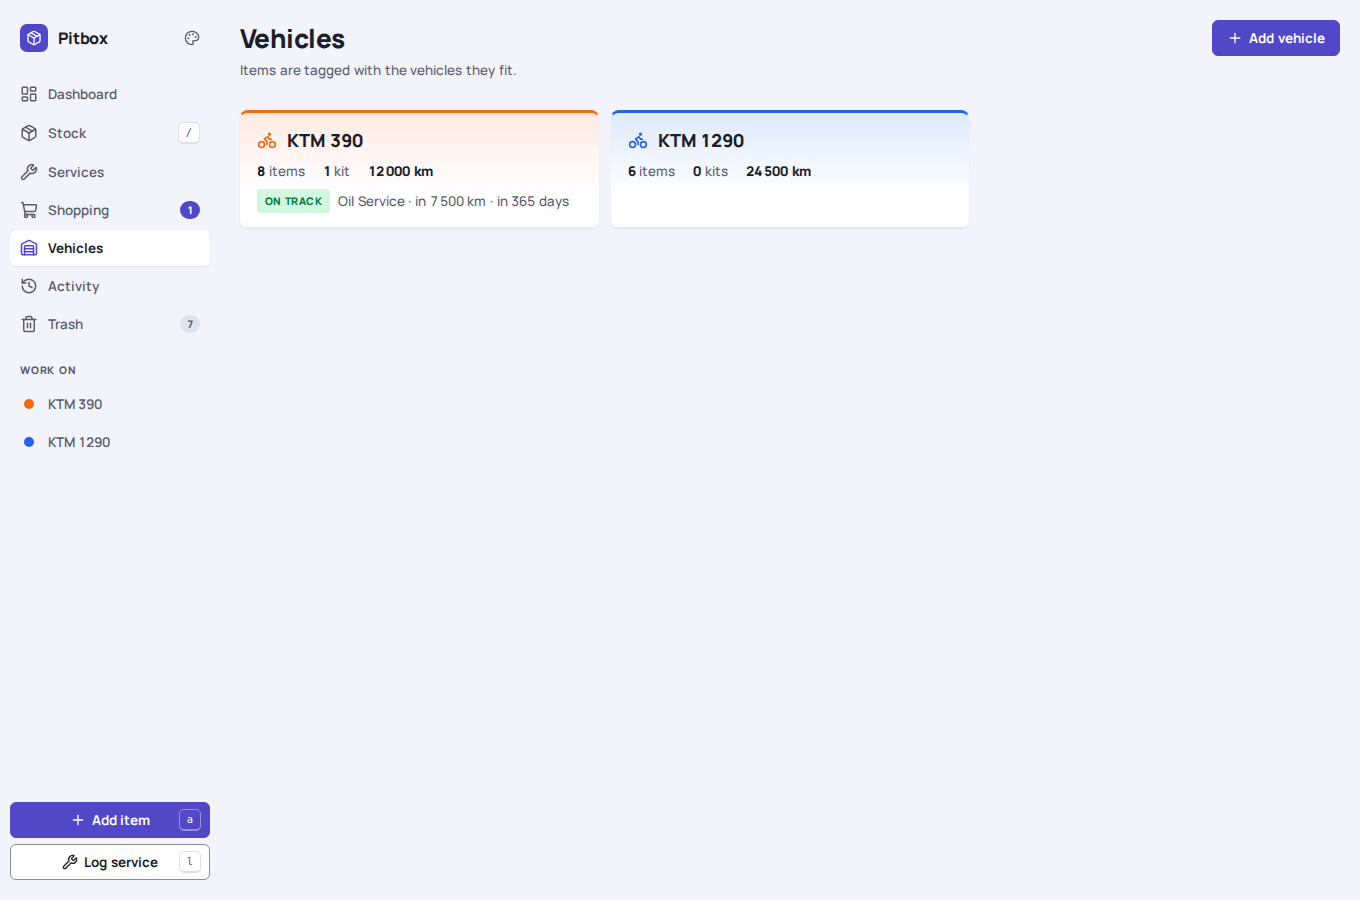 Pitbox
Dashboard
Stock /
Services
Shopping 1
Vehicles
Activity
Trash 7
WORK ON
KTM 390
KTM 1290
Add item a
Log service l
Vehicles
Items are tagged with the vehicles they fit.
Add vehicle
KTM 390
8 items 1 kit 12 000 km
ON TRACK Oil Service · in 7 500 km · in 365 days
KTM 1290
6 items 0 kits 24 500 km